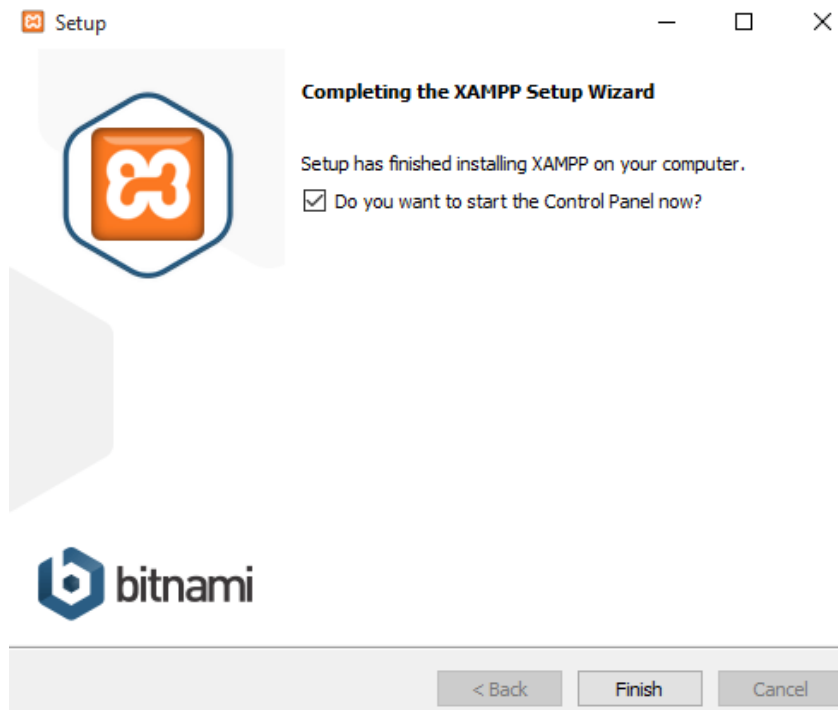 Setup
Completing the XAMPP Setup Wizard
Setup has finished installing XAMPP on your computer.
Do you want to start the Control Panel now?
bitnami
< Back
Finish
Cancel